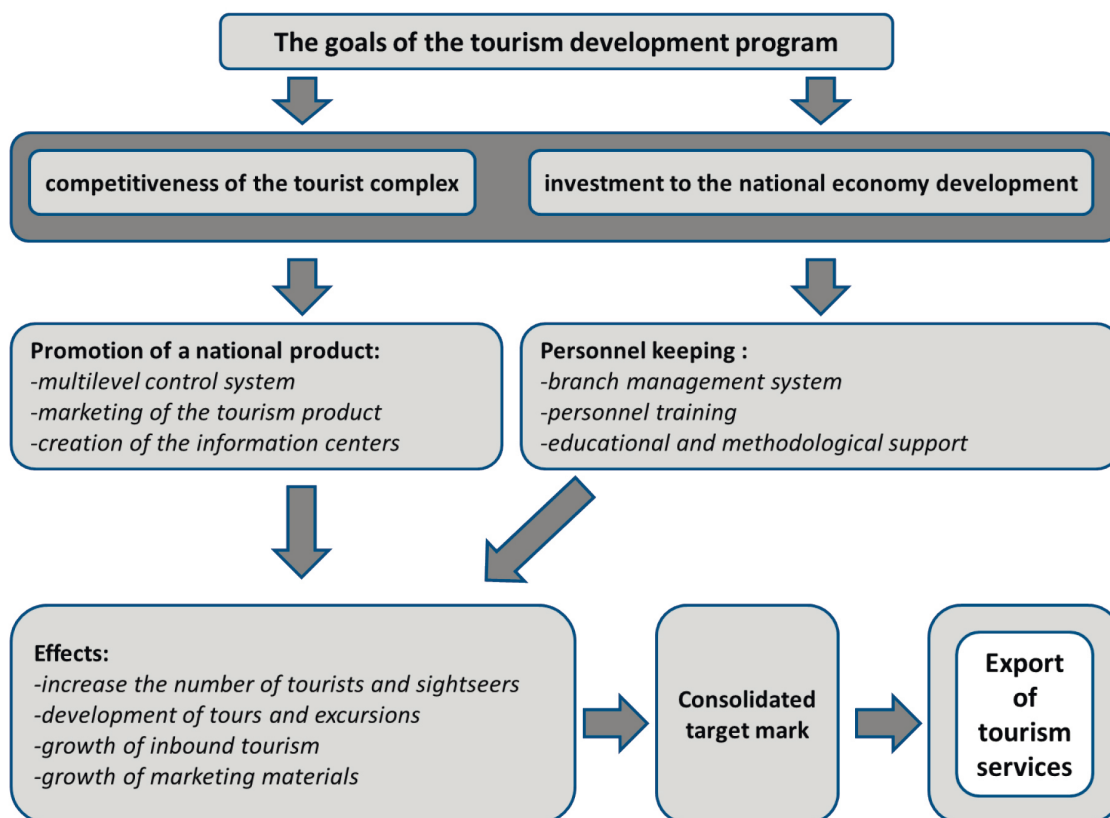 The goals of the tourism development program
competitiveness of the tourist complex
investment to the national economy development
Promotion of a national product:
-multilevel control system
-marketing of the tourism product
-creation of the information centers
Personnel keeping :
-branch management system
-personnel training
-educational and methodological support
Effects:
-increase the number of tourists and sightseers
-development of tours and excursions
-growth of inbound tourism
-growth of marketing materials
Consolidated
target mark
Export
of
tourism
services